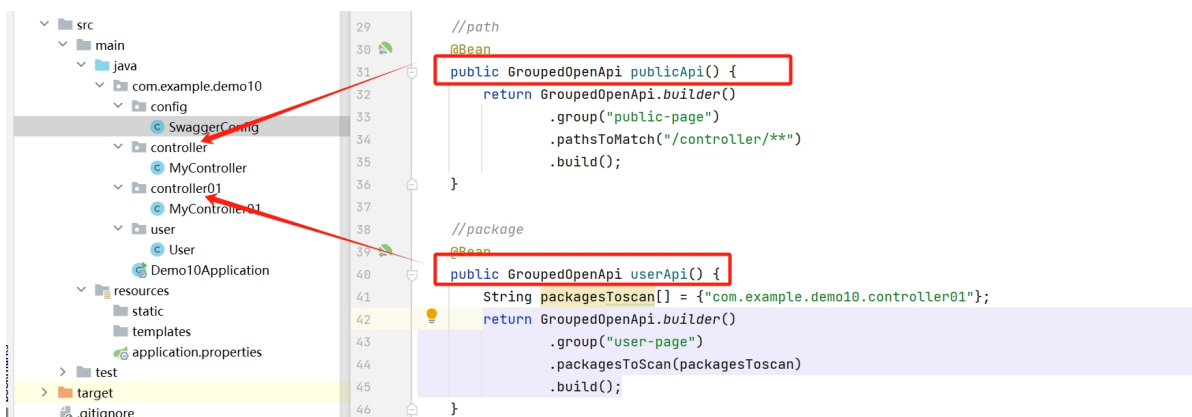 src
main
java
com.example.demo10
config
SwaggerConfig
controller
MyController
controller01
MyController01
user
User
Demo10Application
resources
static
templates
application.properties
test
target
.gitignore
29 //path
30 @Bean
31 public GroupedOpenApi publicApi() {
32 return GroupedOpenApi.builder()
33 .group("public-page")
34 .pathsToMatch("/controller/**")
35 .build();
36 }
37
38 //package
39 @Bean
40 public GroupedOpenApi userApi() {
41 String packagesToscan[] = {"com.example.demo10.controller01"};
42 return GroupedOpenApi.builder()
43 .group("user-page")
44 .packagesToScan(packagesToscan)
45 .build();
46 }